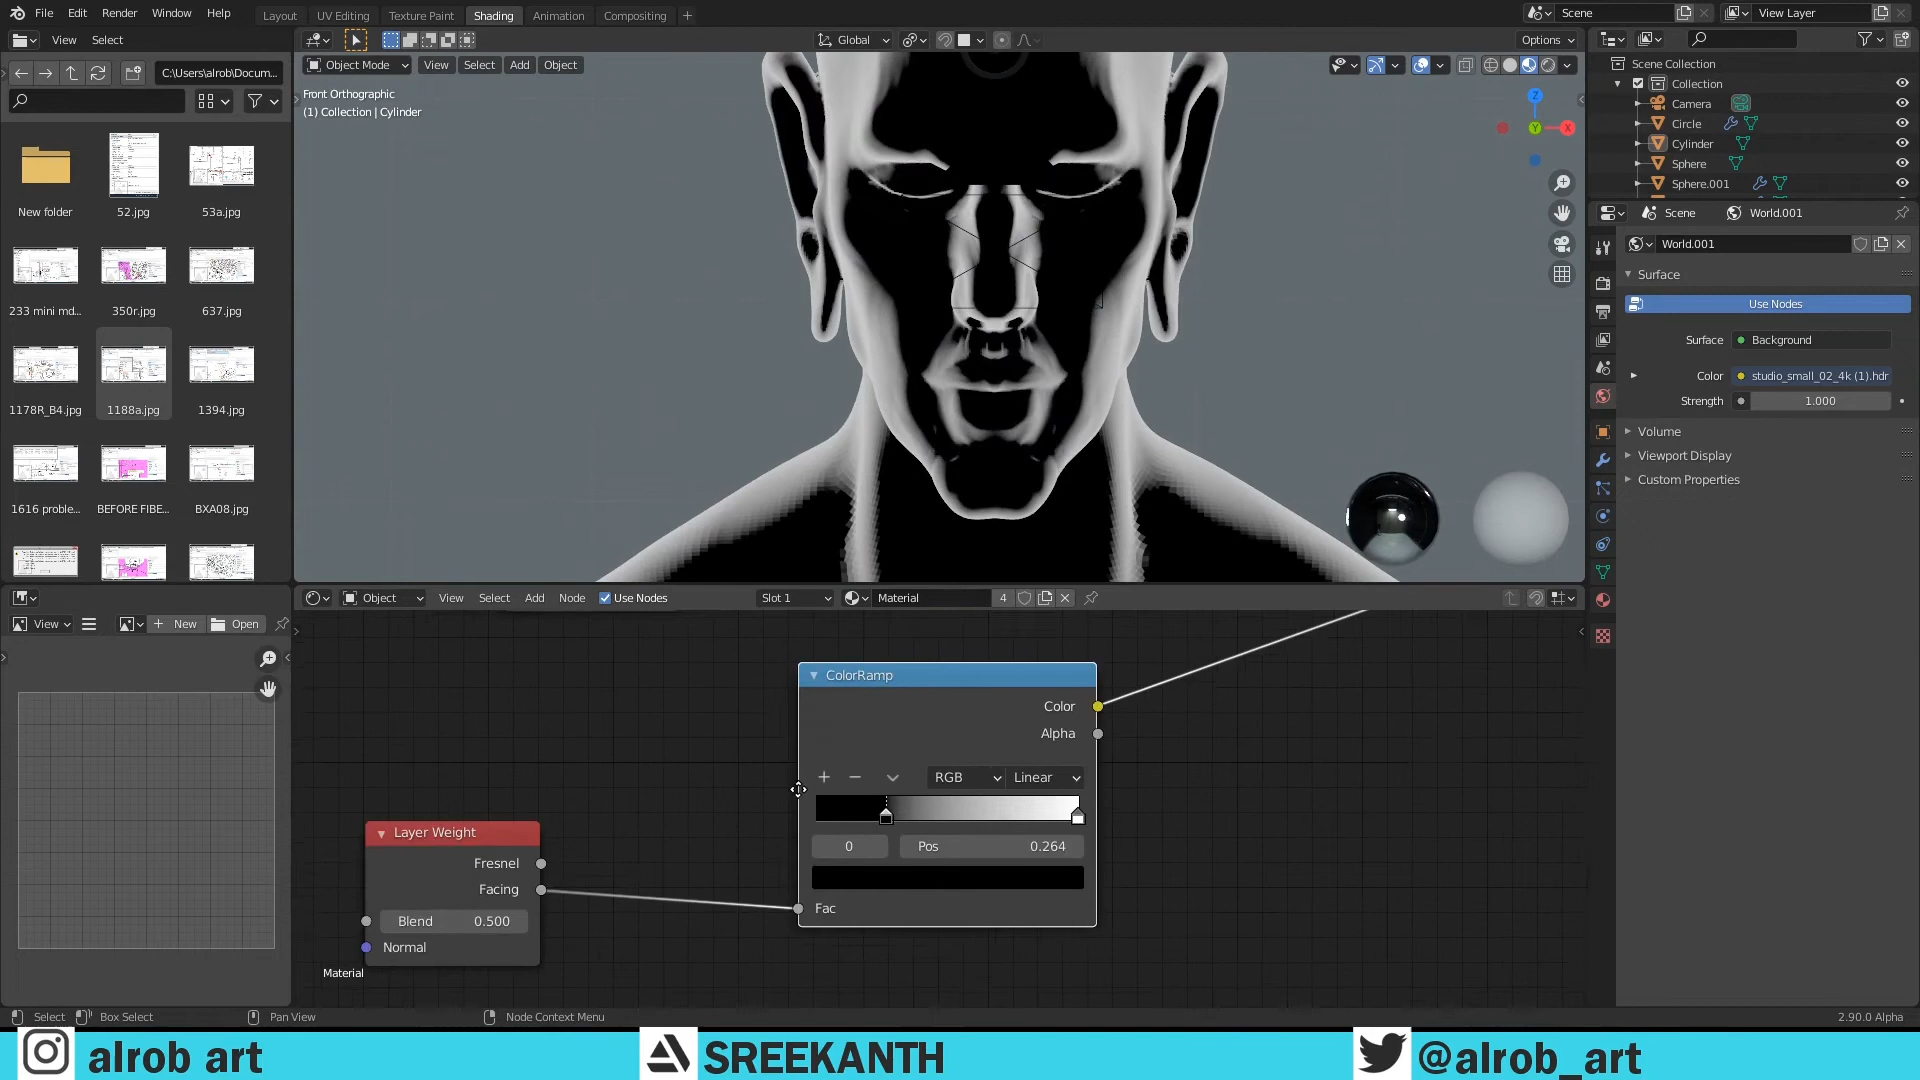 File Edit Render Window Help Layout UV Editing Texture Paint Shading Animation Compositing + Scene View Layer
View Select Global Options
C:\Users\alrob\Docum... Object Mode View Select Add Object
Front Orthographic
(1) Collection | Cylinder
Z
Y
X
Scene Collection
Collection
Camera
Circle
Cylinder
Sphere
Sphere.001
New folder 52.jpg 53a.jpg
233 mini md... 350r.jpg 637.jpg
1178R_B4.jpg 1188a.jpg 1394.jpg
1616 proble... BEFORE FIBE... BXA08.jpg
Scene World.001
World.001
Surface
Use Nodes
Surface Background
Color studio_small_02_4k (1).hdr
Strength 1.000
Volume
Viewport Display
Custom Properties
Object View Select Add Node Use Nodes Slot 1 Material 4
View New Open
ColorRamp
Color
Alpha
RGB Linear
0 Pos 0.264
Fac
Layer Weight
Fresnel
Facing
Blend 0.500
Normal
Material
Select Box Select Pan View Node Context Menu 2.90.0 Alpha
alrob art SREEKANTH @alrob_art